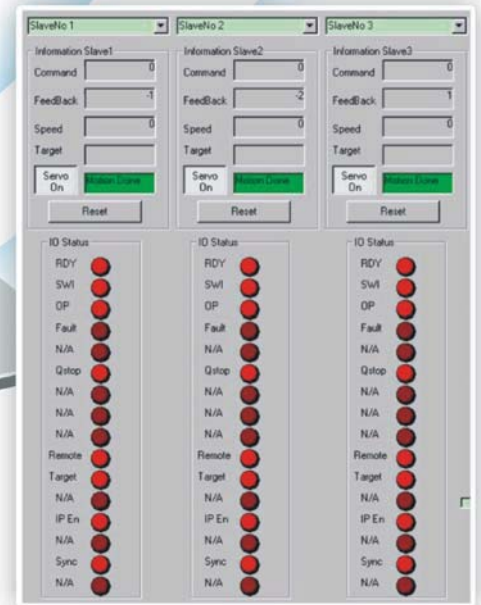 SlaveNo 1 SlaveNo 2 SlaveNo 3
Information Slave1 Information Slave2 Information Slave3
Command 0 Command 0 Command 0
FeedBack -1 FeedBack -2 FeedBack 1
Speed 0 Speed 0 Speed 0
Target Target Target
Servo On Motion Done Servo On Motion Done Servo On Motion Done
Reset Reset Reset
IO Status IO Status IO Status
RDY RDY RDY
SWI SWI SWI
OP OP OP
Fault Fault Fault
N/A N/A N/A
Qstop Qstop Qstop
N/A N/A N/A
N/A N/A N/A
N/A N/A N/A
Remote Remote Remote
Target Target Target
N/A N/A N/A
IP En IP En IP En
N/A N/A N/A
Sync Sync Sync
N/A N/A N/A